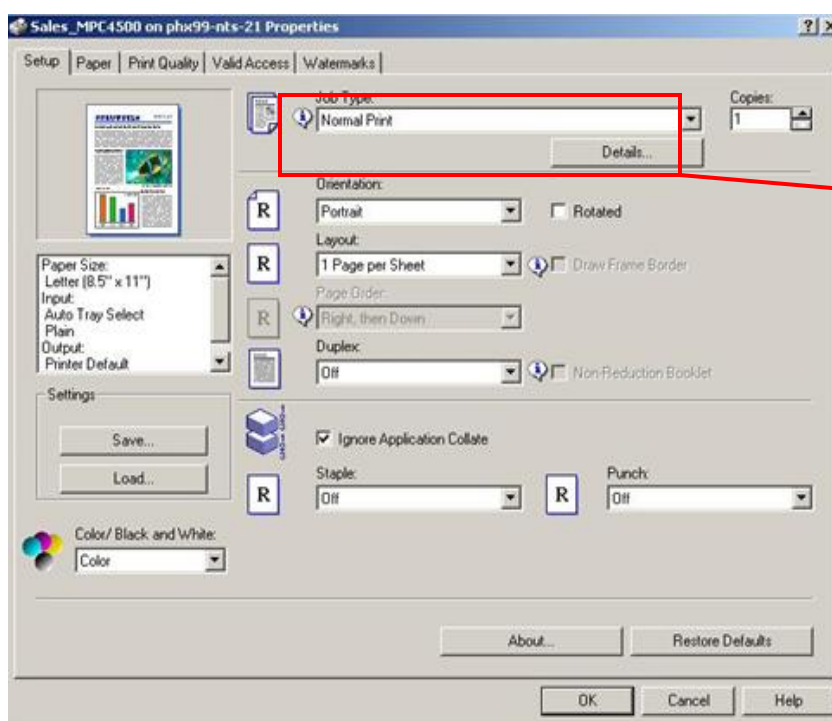 Sales_MPC4500 on phx99-nts-21 Properties
Setup Paper Print Quality Valid Access Watermarks
Job Type:
Copies:
Normal Print
1
Details...
Orientation:
Portrait
Rotated
Layout:
1 Page per Sheet
Draw Frame Border
Page Order:
Right, then Down
Duplex:
Off
Non-Reduction Booklet
Paper Size:
Letter (8.5" x 11")
Input:
Auto Tray Select
Plain
Output:
Printer Default
Settings
Save...
Load...
Ignore Application Collate
Staple:
Off
Punch:
Off
Color/ Black and White:
Color
About...
Restore Defaults
OK
Cancel
Help